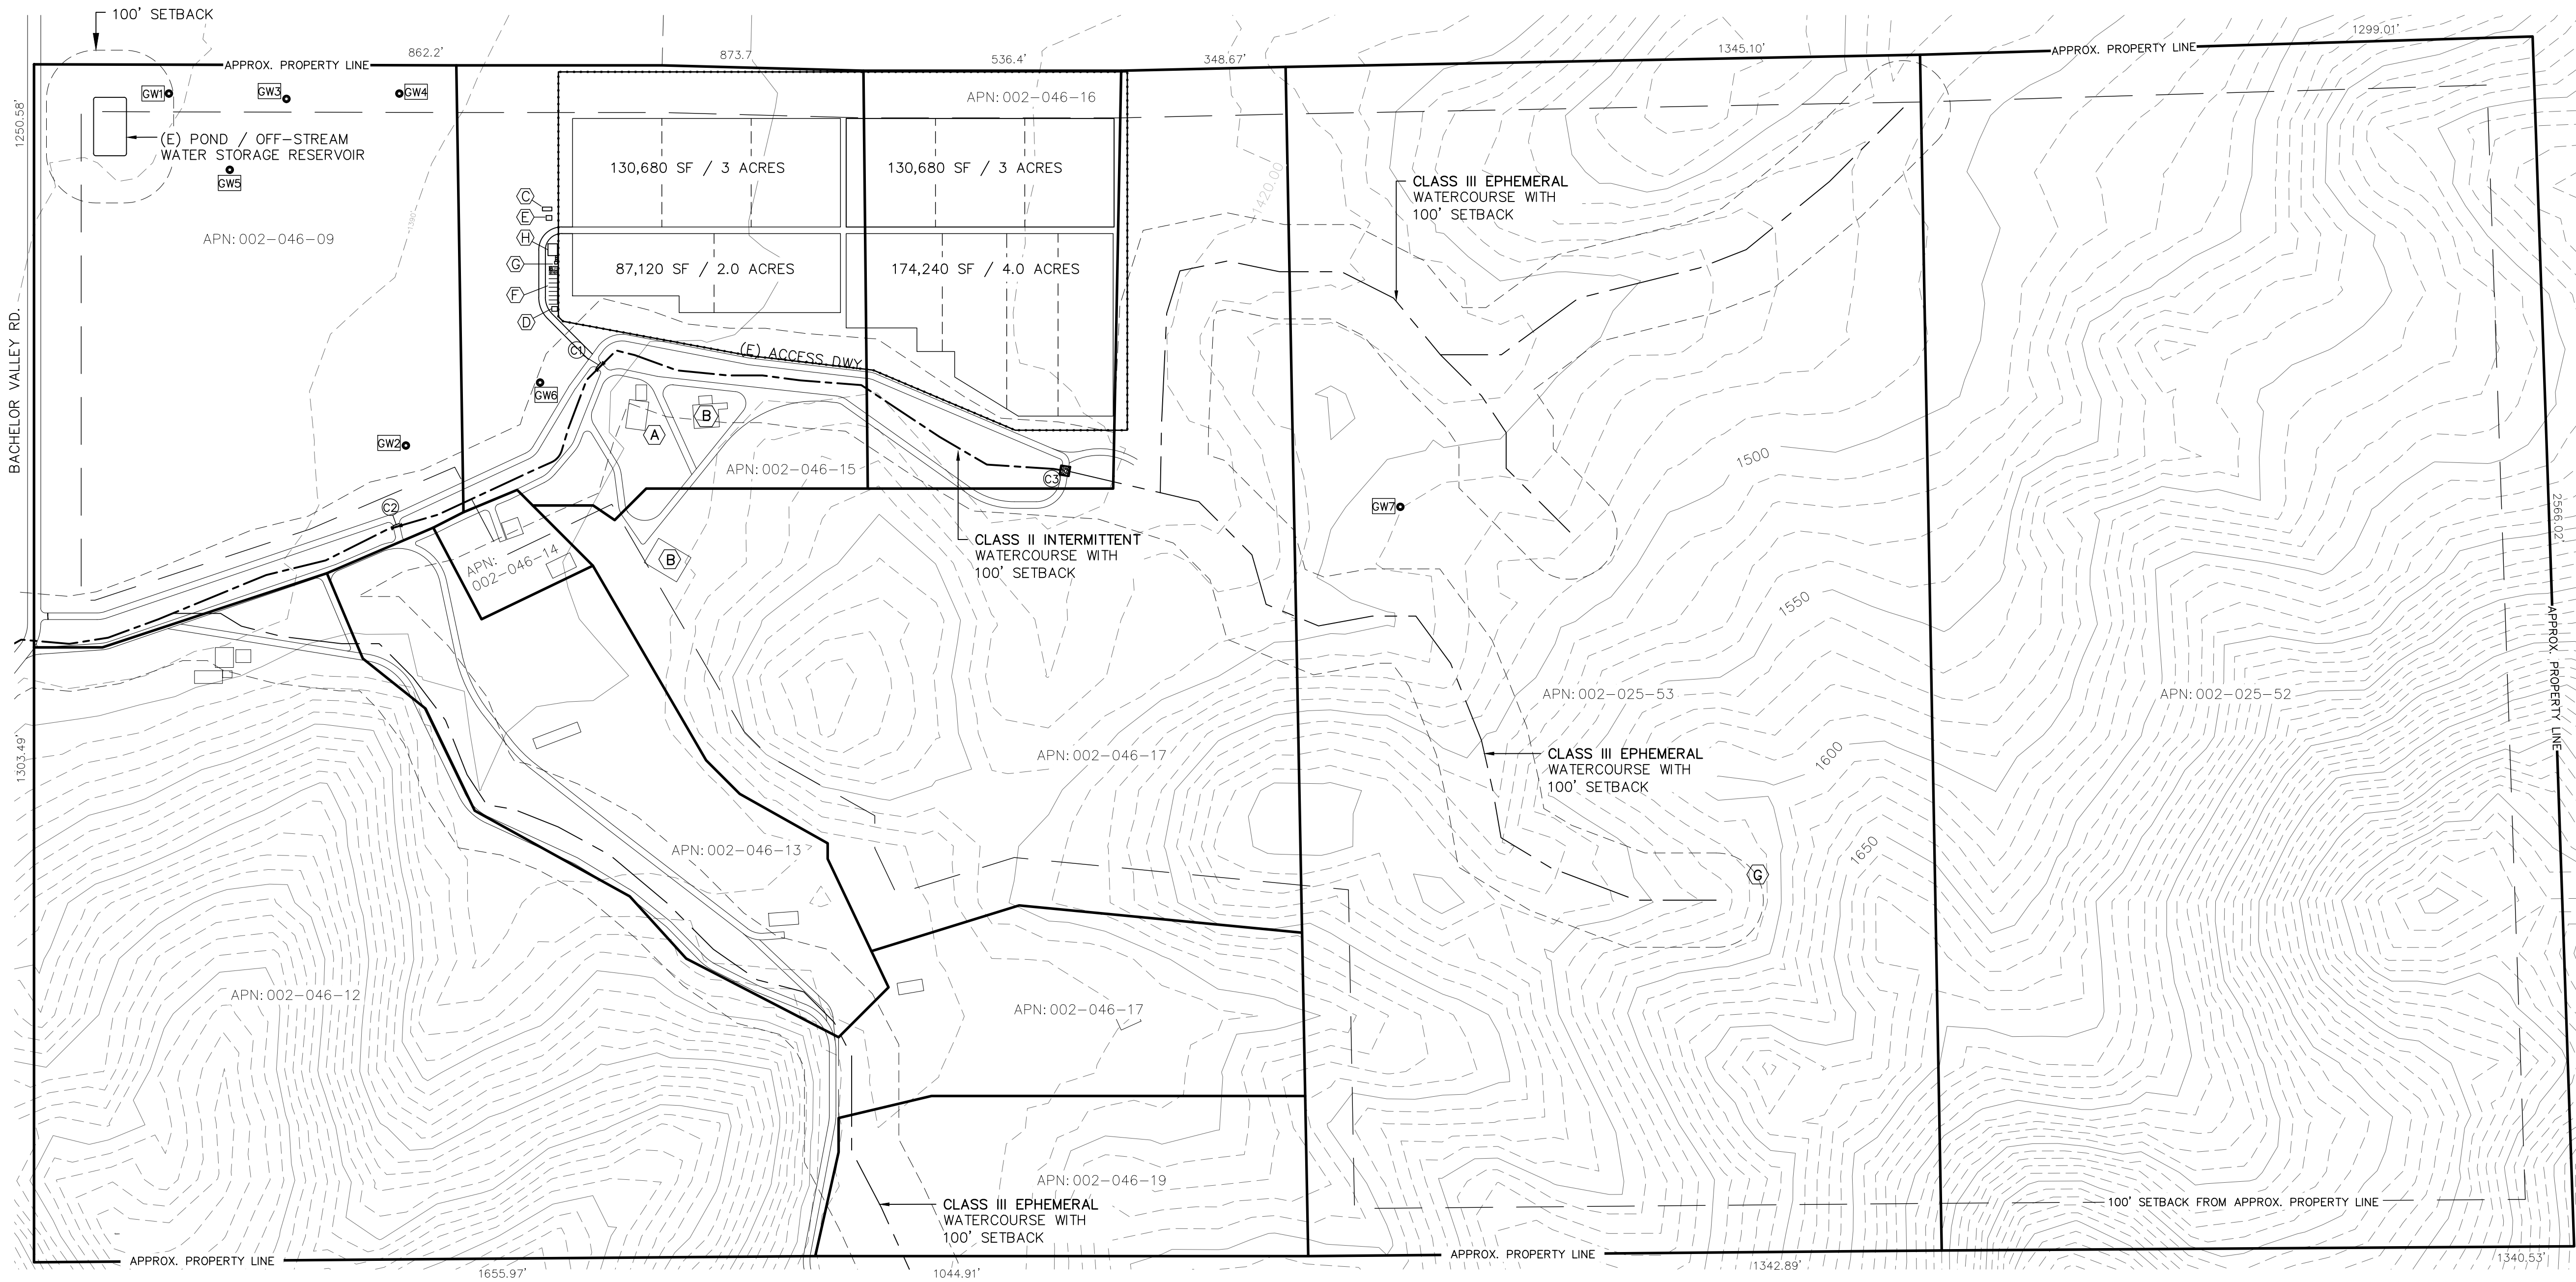 100' SETBACK
862.2'
873.7
536.4'
348.67'
1345.10'
1299.01'
APPROX. PROPERTY LINE
APPROX. PROPERTY LINE
1250.58'
GW1
GW3
GW4
APN: 002-046-16
(E) POND / OFF-STREAM
WATER STORAGE RESERVOIR
GW5
130,680 SF / 3 ACRES
130,680 SF / 3 ACRES
1420.00
CLASS III EPHEMERAL
WATERCOURSE WITH
100' SETBACK
C
E
H
G
F
D
1390'
APN: 002-046-09
87,120 SF / 2.0 ACRES
174,240 SF / 4.0 ACRES
BACHELOR VALLEY RD.
C1
(E) ACCESS DWY
GW6
A
B
GW2
APN: 002-046-15
C3
1500
C2
GW7
2566.02'
CLASS II INTERMITTENT
WATERCOURSE WITH
100' SETBACK
APN:
002-046-14
B
1550
APPROX. PROPERTY LINE
APN: 002-025-53
APN: 002-025-52
1303.49'
APN: 002-046-17
CLASS III EPHEMERAL
WATERCOURSE WITH
100' SETBACK
1600
APN: 002-046-13
1650
G
APN: 002-046-12
APN: 002-046-17
APN: 002-046-19
CLASS III EPHEMERAL
WATERCOURSE WITH
100' SETBACK
100' SETBACK FROM APPROX. PROPERTY LINE
APPROX. PROPERTY LINE
APPROX. PROPERTY LINE
1655.97'
1044.91'
1342.89'
1340.53'